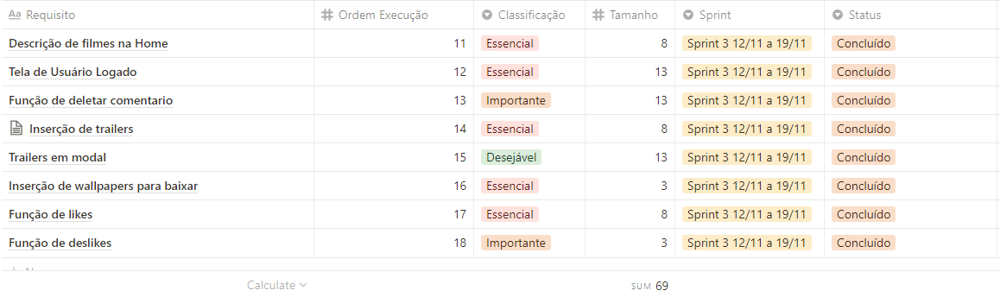 Aa Requisito # Ordem Execução Classificação # Tamanho Sprint Status
Descrição de filmes na Home 11 Essencial 8 Sprint 3 12/11 a 19/11 Concluído
Tela de Usuário Logado 12 Essencial 13 Sprint 3 12/11 a 19/11 Concluído
Função de deletar comentario 13 Importante 13 Sprint 3 12/11 a 19/11 Concluído
Inserção de trailers 14 Essencial 8 Sprint 3 12/11 a 19/11 Concluído
Trailers em modal 15 Desejável 13 Sprint 3 12/11 a 19/11 Concluído
Inserção de wallpapers para baixar 16 Essencial 3 Sprint 3 12/11 a 19/11 Concluído
Função de likes 17 Essencial 8 Sprint 3 12/11 a 19/11 Concluído
Função de deslikes 18 Importante 3 Sprint 3 12/11 a 19/11 Concluído
Calculate SUM 69